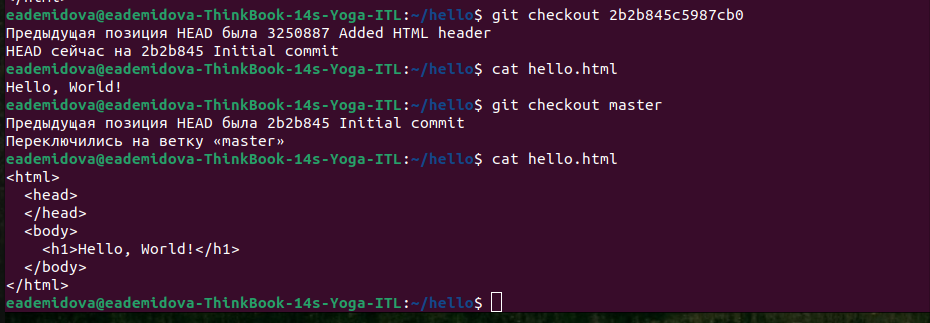 </html>
eademidova@eademidova-ThinkBook-14s-Yoga-ITL:~/hello$ git checkout 2b2b845c5987cb0
Предыдущая позиция HEAD была 3250887 Added HTML header
HEAD сейчас на 2b2b845 Initial commit
eademidova@eademidova-ThinkBook-14s-Yoga-ITL:~/hello$ cat hello.html
Hello, World!
eademidova@eademidova-ThinkBook-14s-Yoga-ITL:~/hello$ git checkout master
Предыдущая позиция HEAD была 2b2b845 Initial commit
Переключились на ветку «master»
eademidova@eademidova-ThinkBook-14s-Yoga-ITL:~/hello$ cat hello.html
<html>
  <head>
  </head>
  <body>
    <h1>Hello, World!</h1>
  </body>
</html>
eademidova@eademidova-ThinkBook-14s-Yoga-ITL:~/hello$